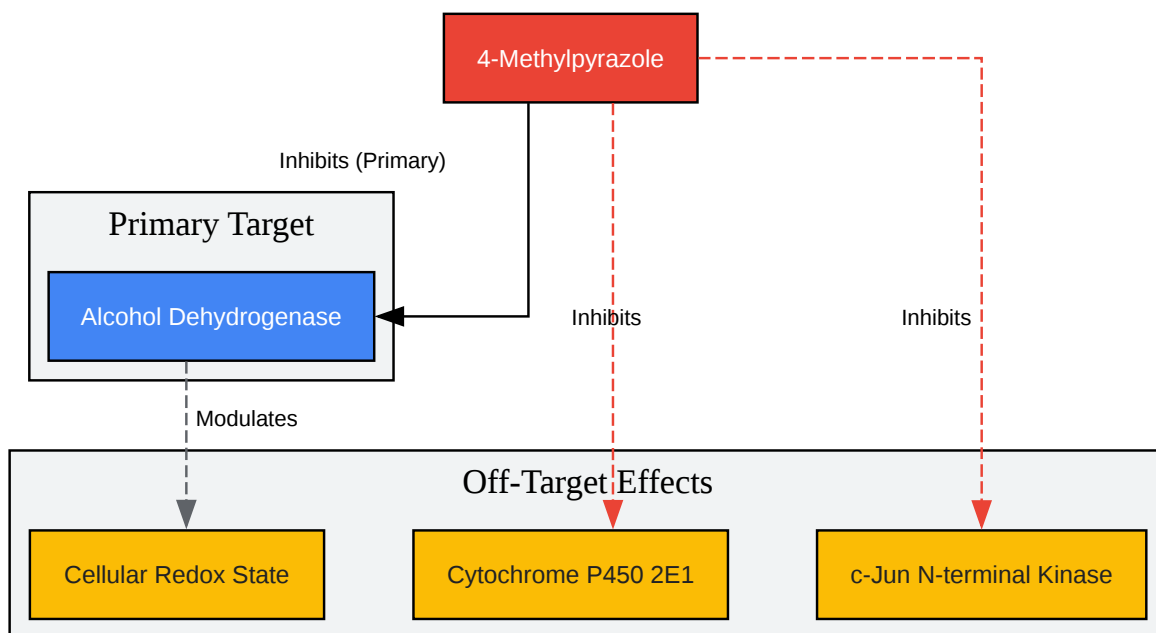 4-Methylpyrazole
Inhibits (Primary)
Primary Target
Alcohol Dehydrogenase
Inhibits
Inhibits
Modulates
Off-Target Effects
Cellular Redox State
Cytochrome P450 2E1
c-Jun N-terminal Kinase